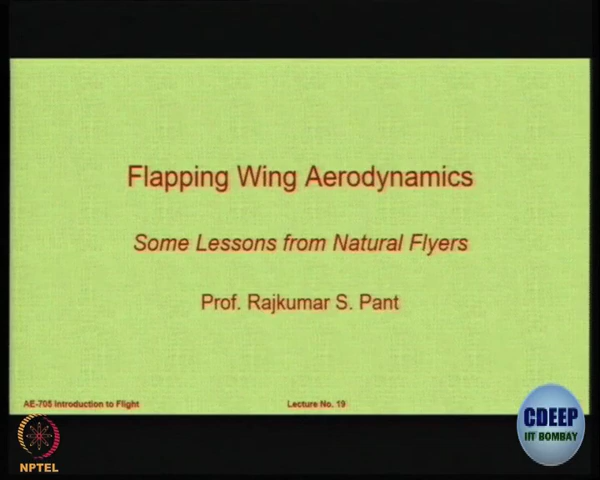 Flapping Wing Aerodynamics
Some Lessons from Natural Flyers
Prof. Rajkumar S. Pant
AE-705 Introduction to Flight
Lecture No. 19
NPTEL
CDEEP
IIT BOMBAY